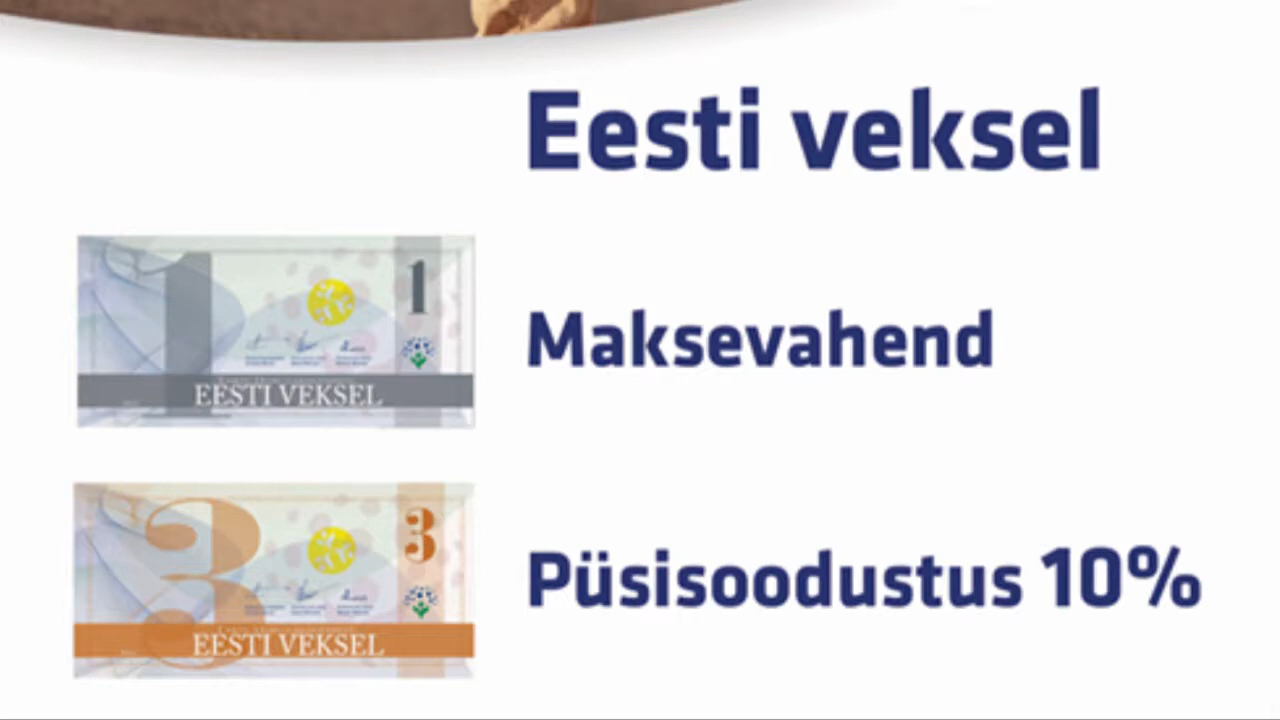 Eesti veksel
1
1
EESTI VEKSEL
Maksevahend
3
3
EESTI VEKSEL
Püsisoodustus 10%